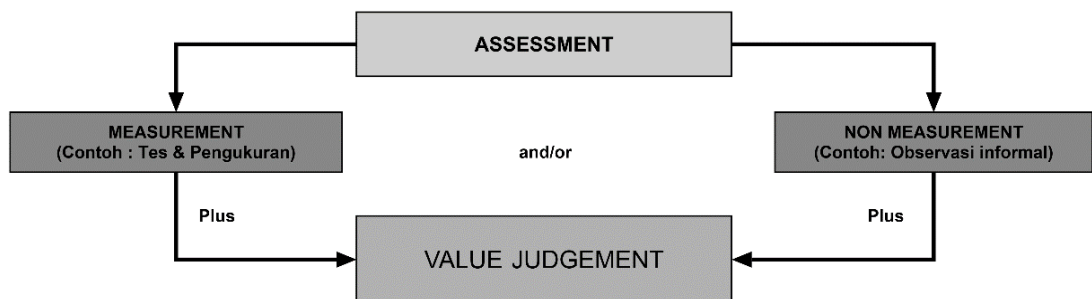 ASSESSMENT
MEASUREMENT
(Contoh : Tes & Pengukuran)
and/or
NON MEASUREMENT
(Contoh: Observasi informal)
Plus
Plus
VALUE JUDGEMENT